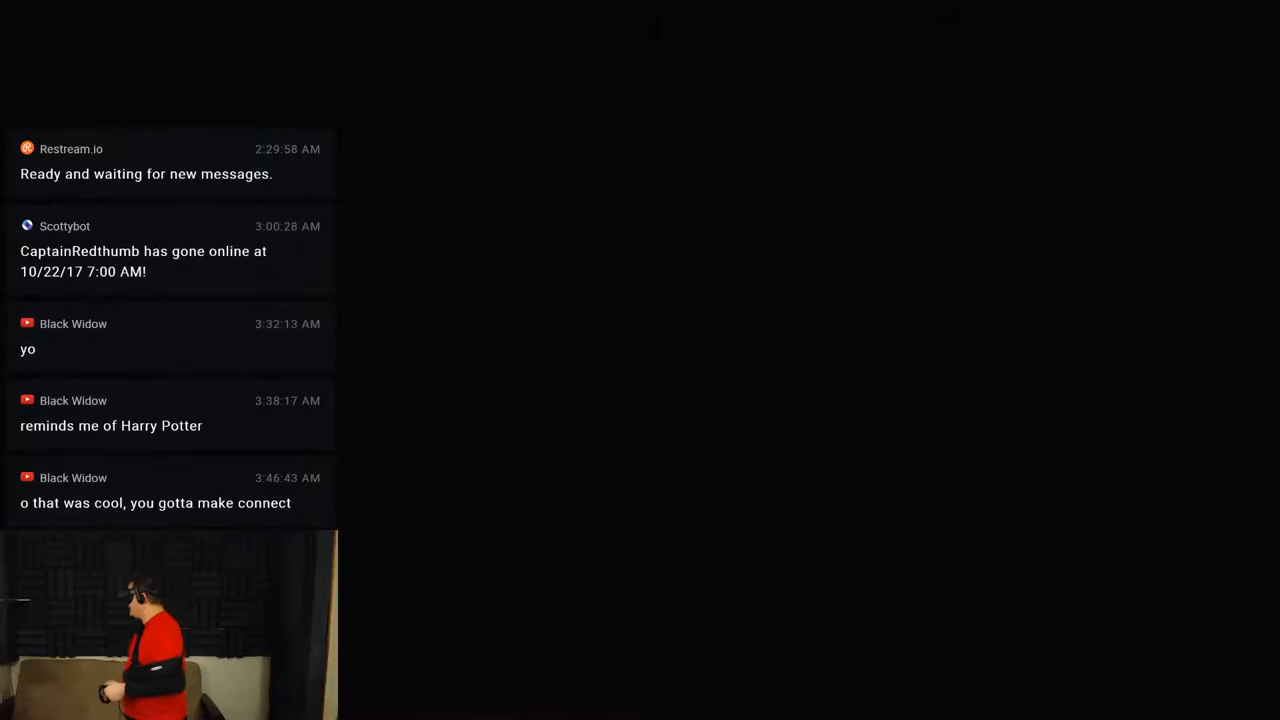 Restream.io 2:29:58 AM
Ready and waiting for new messages.
Scottybot 3:00:28 AM
CaptainRedthumb has gone online at
10/22/17 7:00 AM!
Black Widow 3:32:13 AM
yo
Black Widow 3:38:17 AM
reminds me of Harry Potter
Black Widow 3:46:43 AM
o that was cool, you gotta make connect